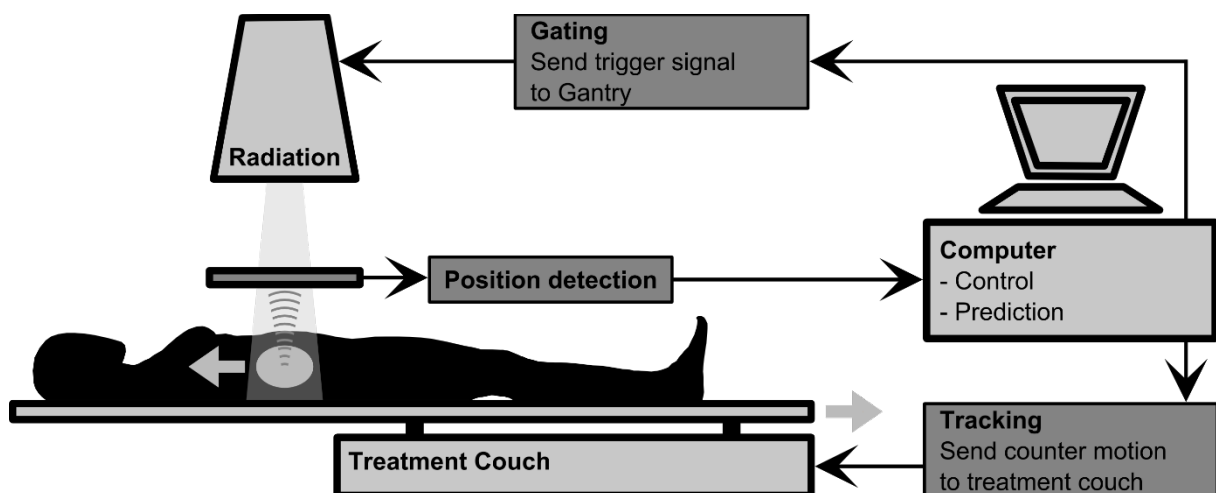 Gating
Send trigger signal
to Gantry
Radiation
Position detection
Computer
- Control
- Prediction
Treatment Couch
Tracking
Send counter motion
to treatment couch